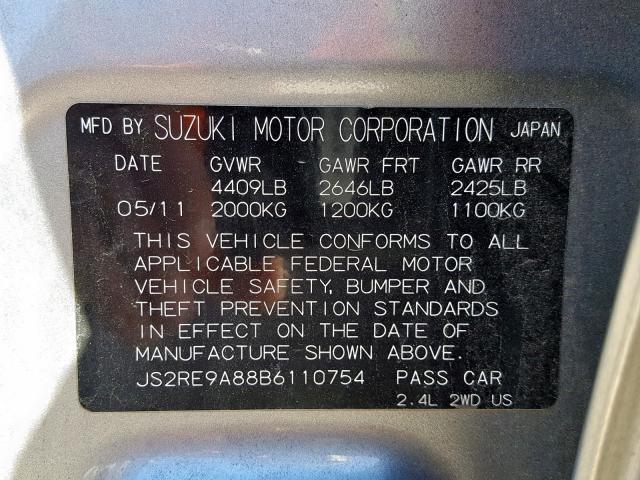 MFD BY SUZUKI MOTOR CORPORATION JAPAN
DATE GVWR GAWR FRT GAWR RR
4409LB 2646LB 2425LB
05/11 2000KG 1200KG 1100KG
THIS VEHICLE CONFORMS TO ALL
APPLICABLE FEDERAL MOTOR
VEHICLE SAFETY, BUMPER AND
THEFT PREVENTION STANDARDS
IN EFFECT ON THE DATE OF
MANUFACTURE SHOWN ABOVE.
JS2RE9A88B6110754 PASS CAR
2.4L 2WD US